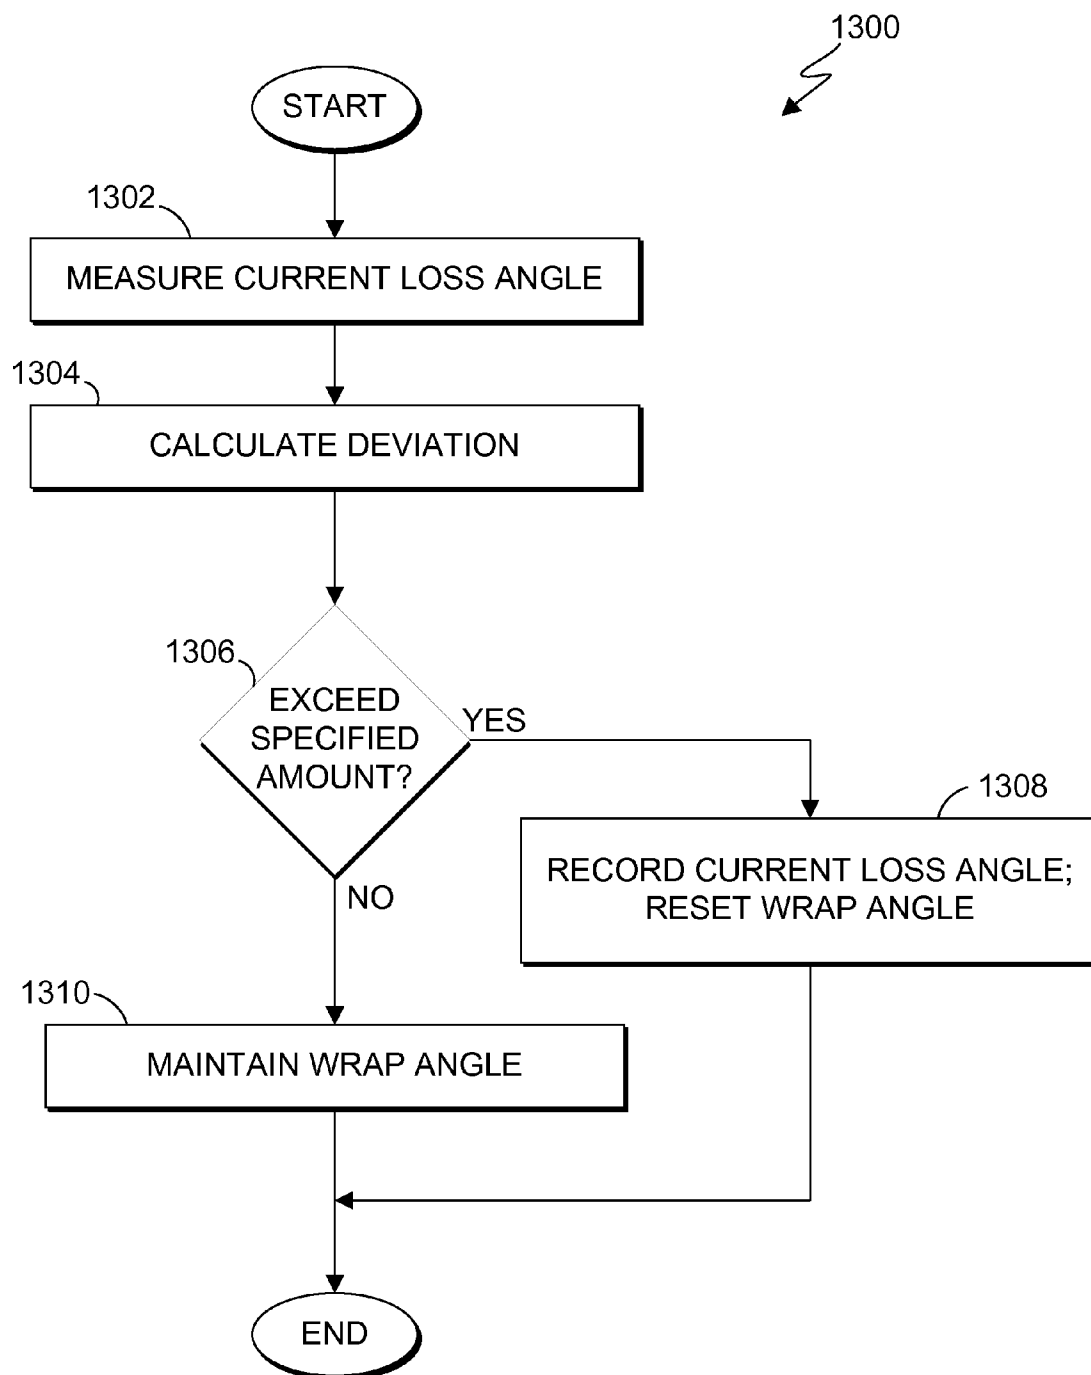 1300
START
1302
MEASURE CURRENT LOSS ANGLE
1304
CALCULATE DEVIATION
1306
EXCEED
SPECIFIED
AMOUNT?
YES
1308
RECORD CURRENT LOSS ANGLE;
RESET WRAP ANGLE
NO
1310
MAINTAIN WRAP ANGLE
END